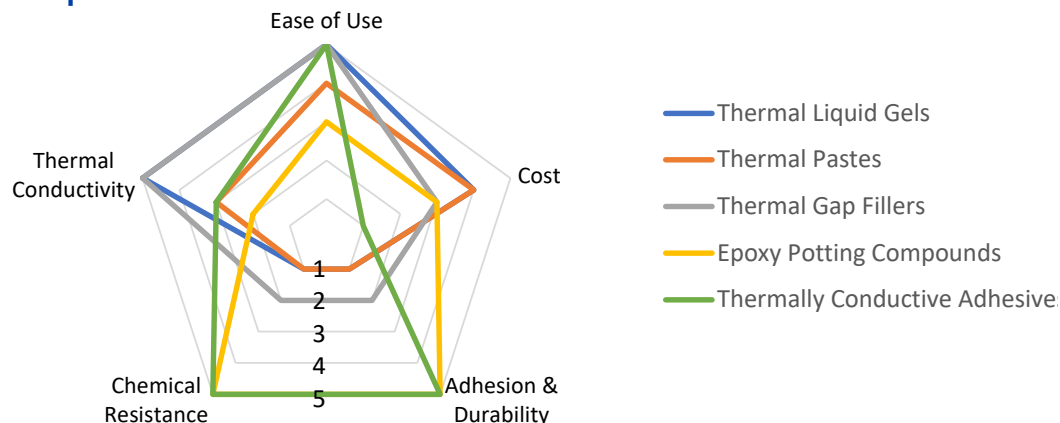 Ease of Use
Thermal
Conductivity
Cost
1
2
3
4
5
Chemical
Resistance
Adhesion &
Durability
Thermal Liquid Gels
Thermal Pastes
Thermal Gap Fillers
Epoxy Potting Compounds
Thermally Conductive Adhesives